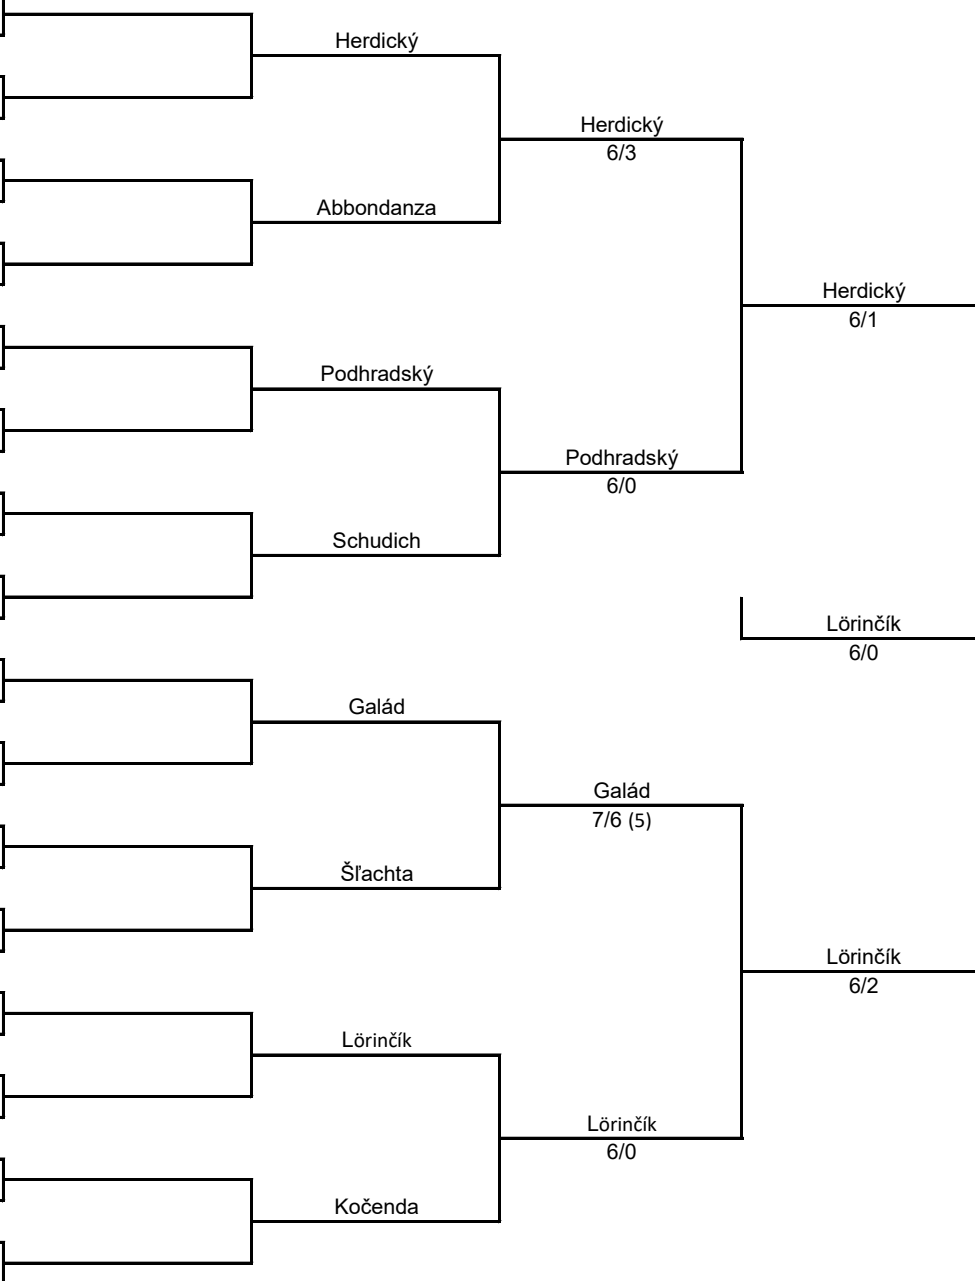 Herdický
Herdický
6/3
Abbondanza
Herdický
6/1
Podhradský
Podhradský
6/0
Schudich
Lörinčík
6/0
Galád
Galád
7/6 (5)
Šľachta
Lörinčík
6/2
Lörinčík
Lörinčík
6/0
Kočenda